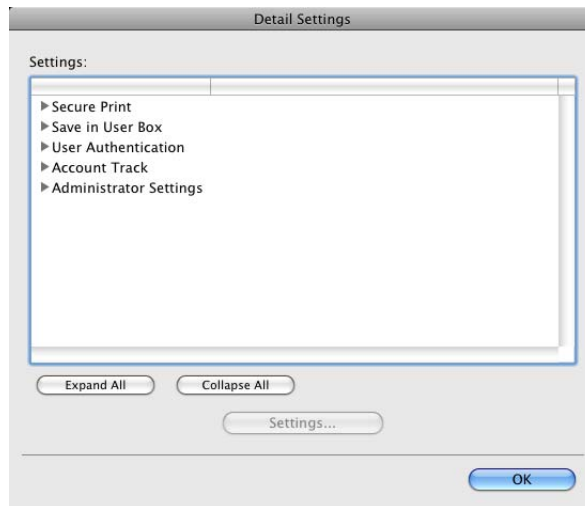 Detail Settings
Settings:
Secure Print
Save in User Box
User Authentication
Account Track
Administrator Settings
Expand All Collapse All
Settings...
OK